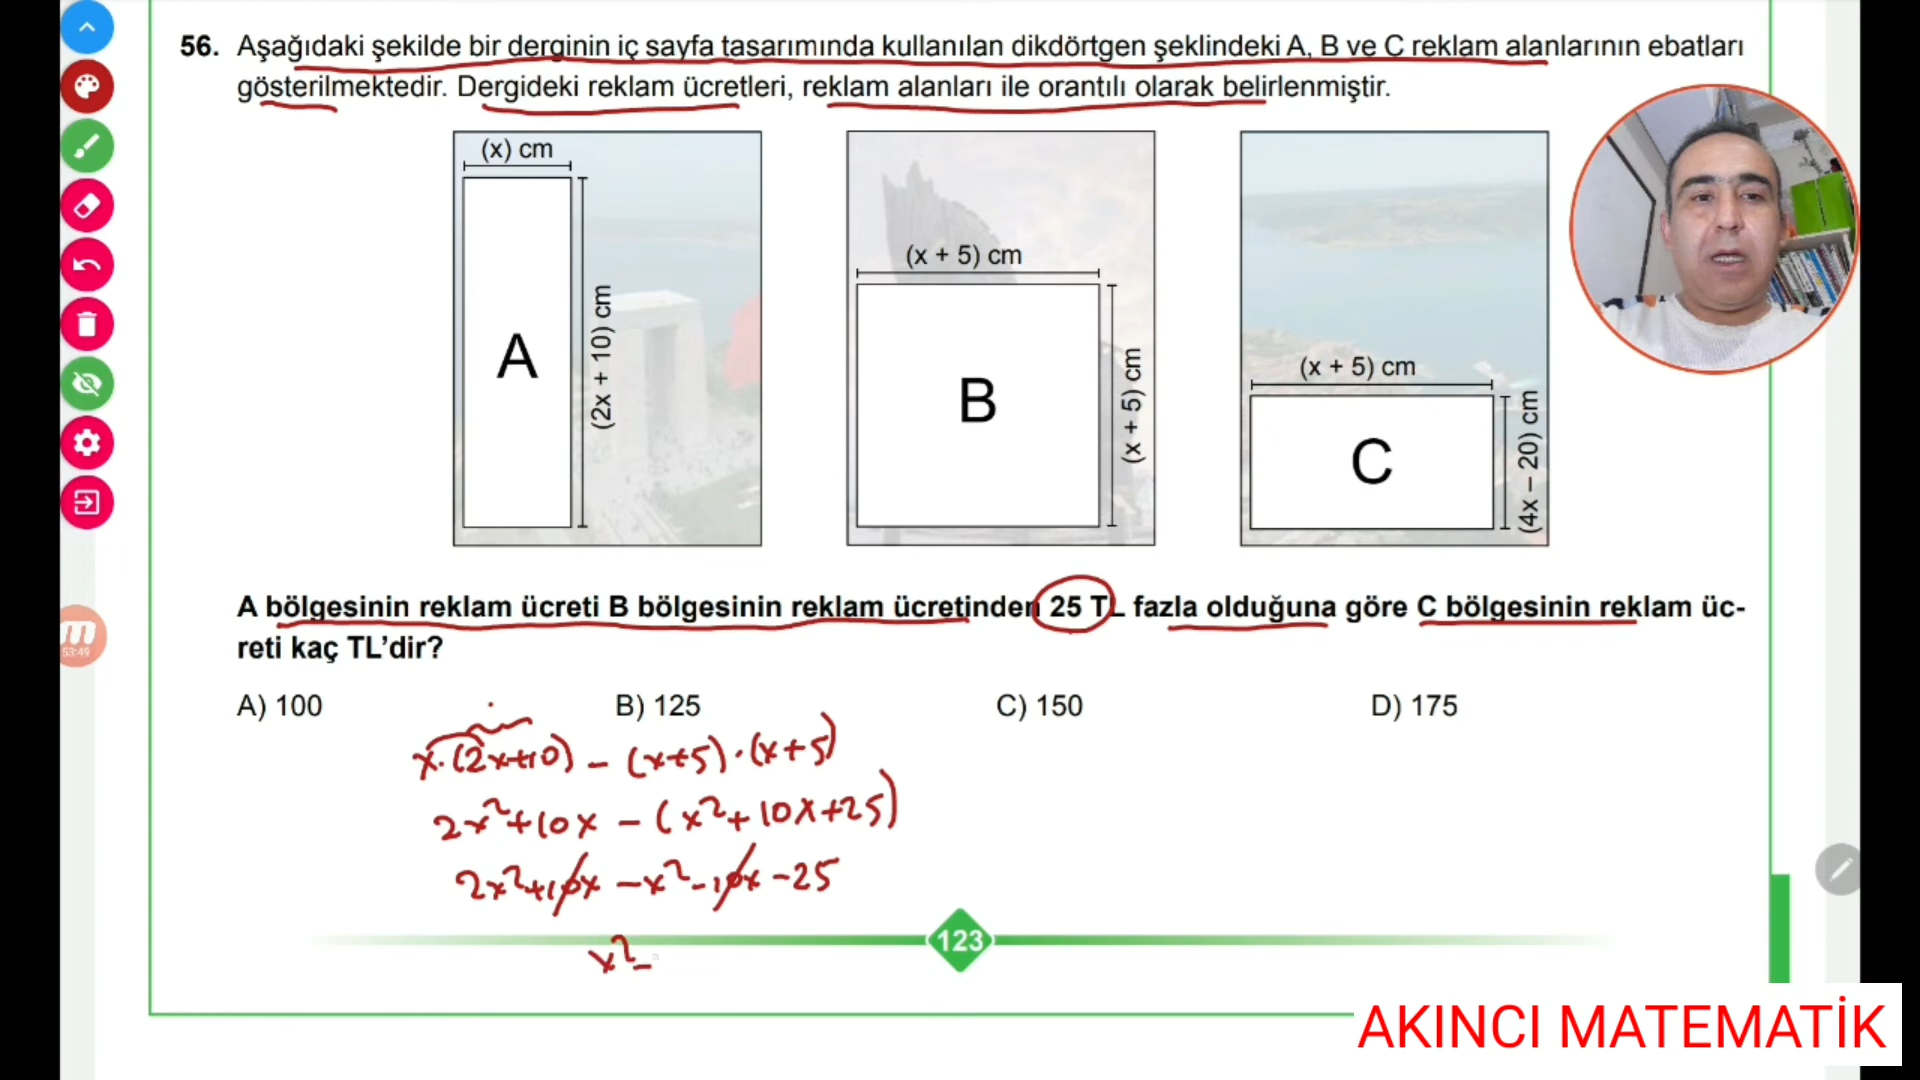 56. Aşağıdaki şekilde bir derginin iç sayfa tasarımında kullanılan dikdörtgen şeklindeki A, B ve C reklam alanlarının ebatları
gösterilmektedir. Dergideki reklam ücretleri, reklam alanları ile orantılı olarak belirlenmiştir.
(x) cm
A
(2x + 10) cm
(x + 5) cm
B
(x + 5) cm
(x + 5) cm
C
(4x – 20) cm
A bölgesinin reklam ücreti B bölgesinin reklam ücretinden 25 TL fazla olduğuna göre C bölgesinin reklam üc-
reti kaç TL'dir?
A) 100 B) 125 C) 150 D) 175
x.(2x+10) – (x+5).(x+5)
2x²+10x – (x²+10x+25)
2x²+10x –x²–10x –25
x²–
123
53:49
AKINCI MATEMATİK